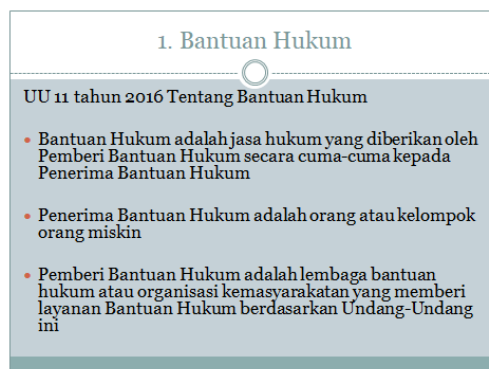 1. Bantuan Hukum
UU 11 tahun 2016 Tentang Bantuan Hukum
• Bantuan Hukum adalah jasa hukum yang diberikan oleh
Pemberi Bantuan Hukum secara cuma-cuma kepada
Penerima Bantuan Hukum
• Penerima Bantuan Hukum adalah orang atau kelompok
orang miskin
• Pemberi Bantuan Hukum adalah lembaga bantuan
hukum atau organisasi kemasyarakatan yang memberi
layanan Bantuan Hukum berdasarkan Undang-Undang
ini